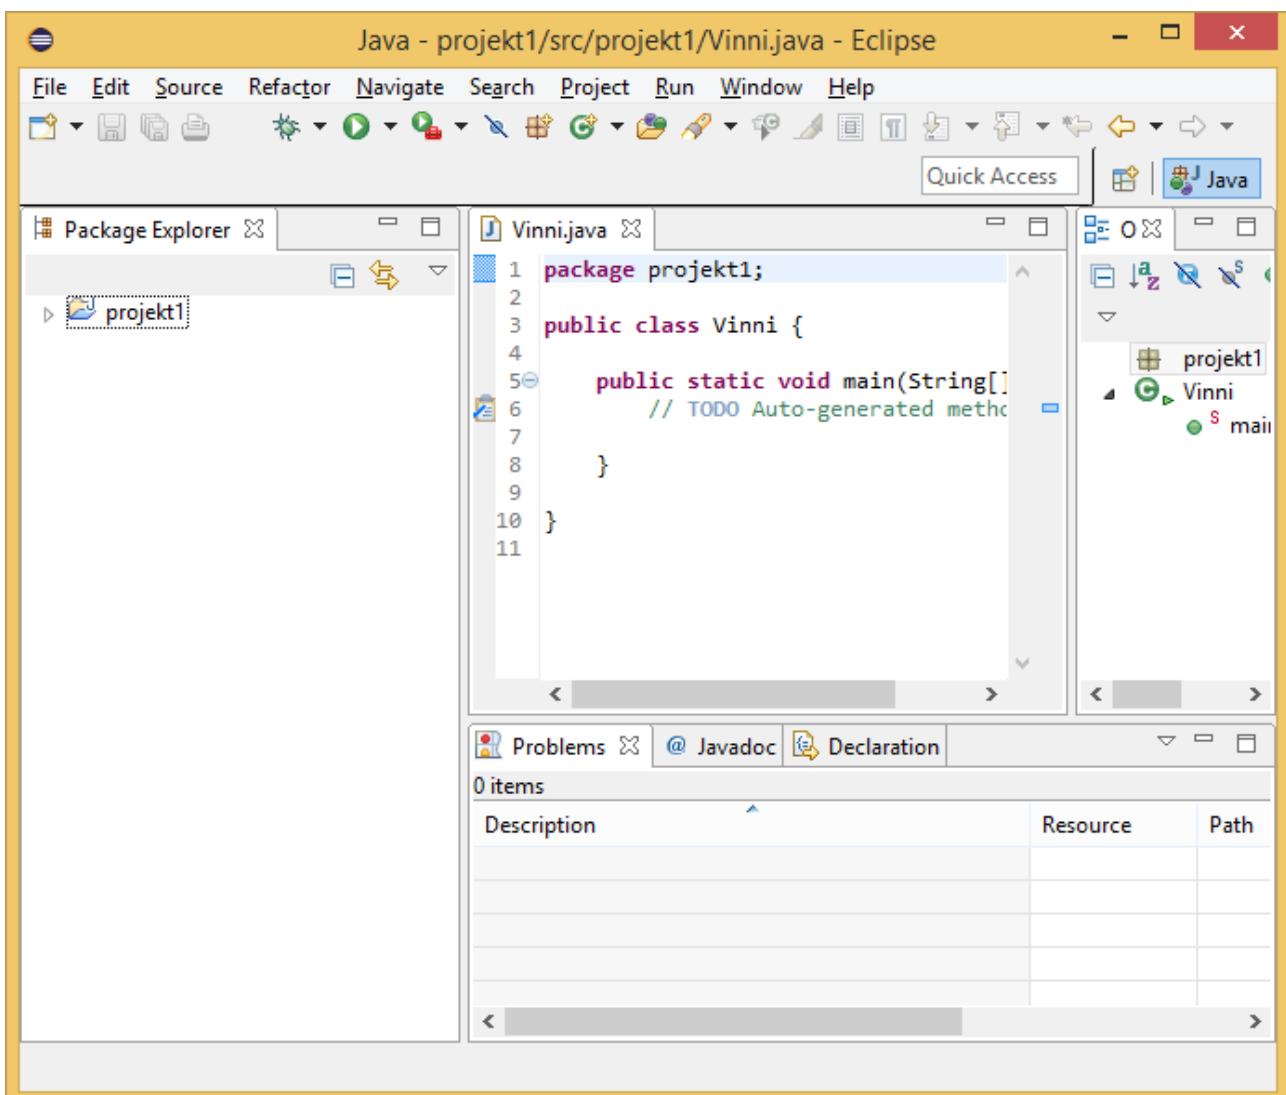 Java - projekt1/src/projekt1/Vinni.java - Eclipse
File Edit Source Refactor Navigate Search Project Run Window Help
Quick Access
Java
Package Explorer
projekt1
Vinni.java
1 package projekt1;
2
3 public class Vinni {
4
5 public static void main(String[]
6 // TODO Auto-generated metho
7
8 }
9
10 }
11
O
projekt1
Vinni
S main
Problems @ Javadoc Declaration
0 items
Description Resource Path